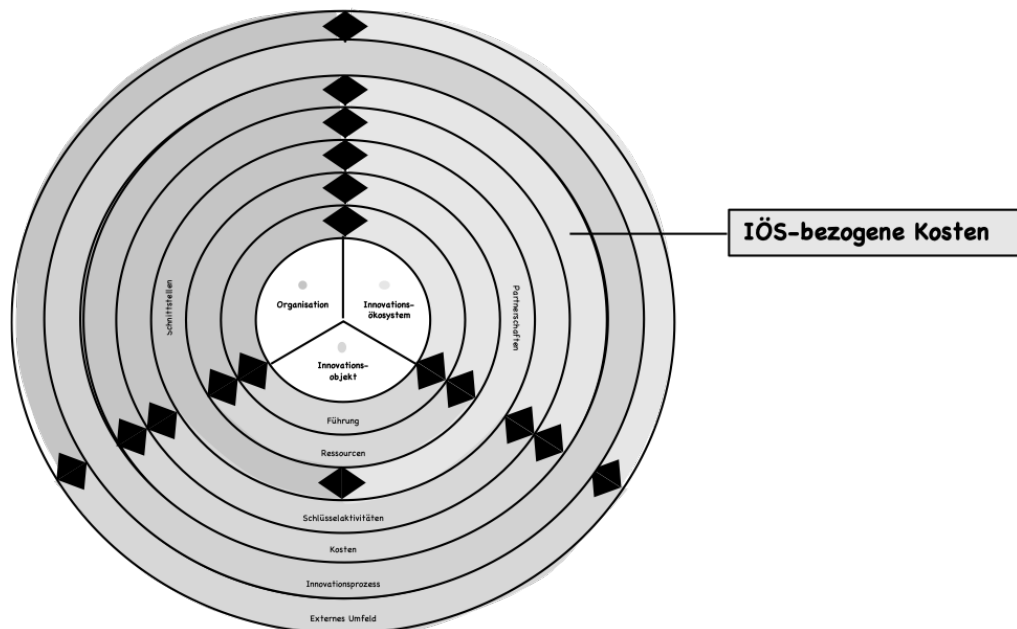 IÖS-bezogene Kosten
Schnittstellen
Partnerschaften
Organisation
Innovations-
ökosystem
Innovations-
objekt
Führung
Ressourcen
Schlüsselaktivitäten
Kosten
Innovationsprozess
Externes Umfeld